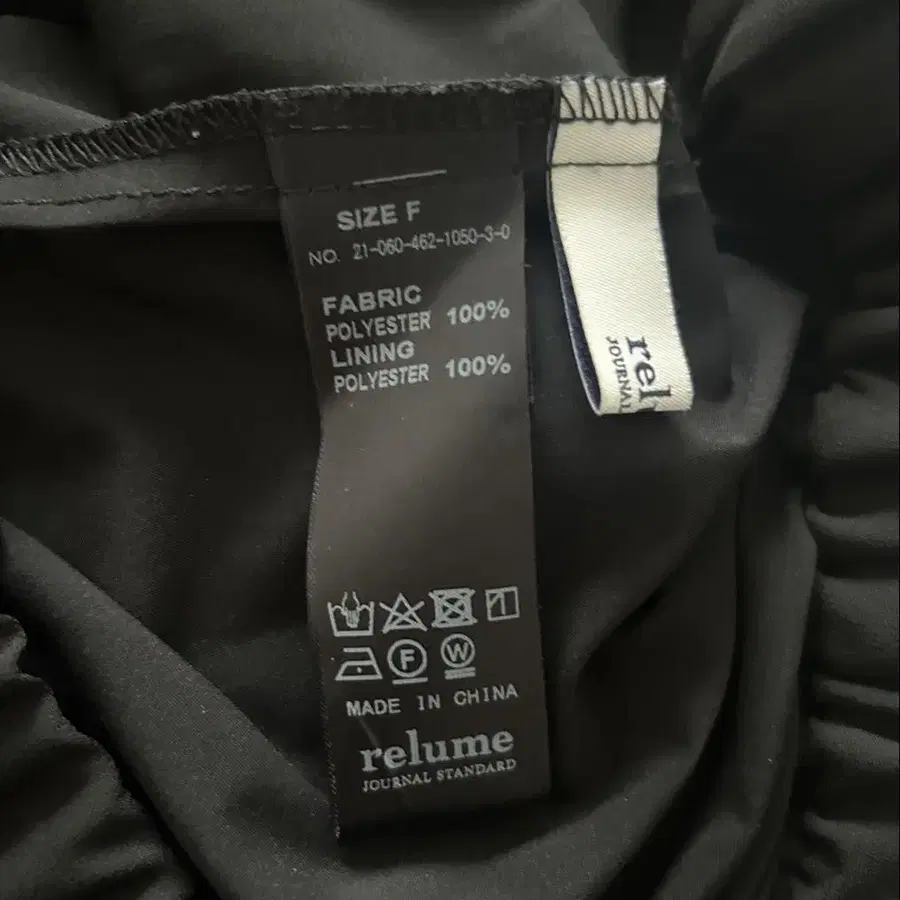 SIZE F
NO. 21-060-462-1050-3-0
FABRIC
POLYESTER 100%
LINING
POLYESTER 100%
F
W
MADE IN CHINA
relume
JOURNAL STANDARD
rel
JOURNAL